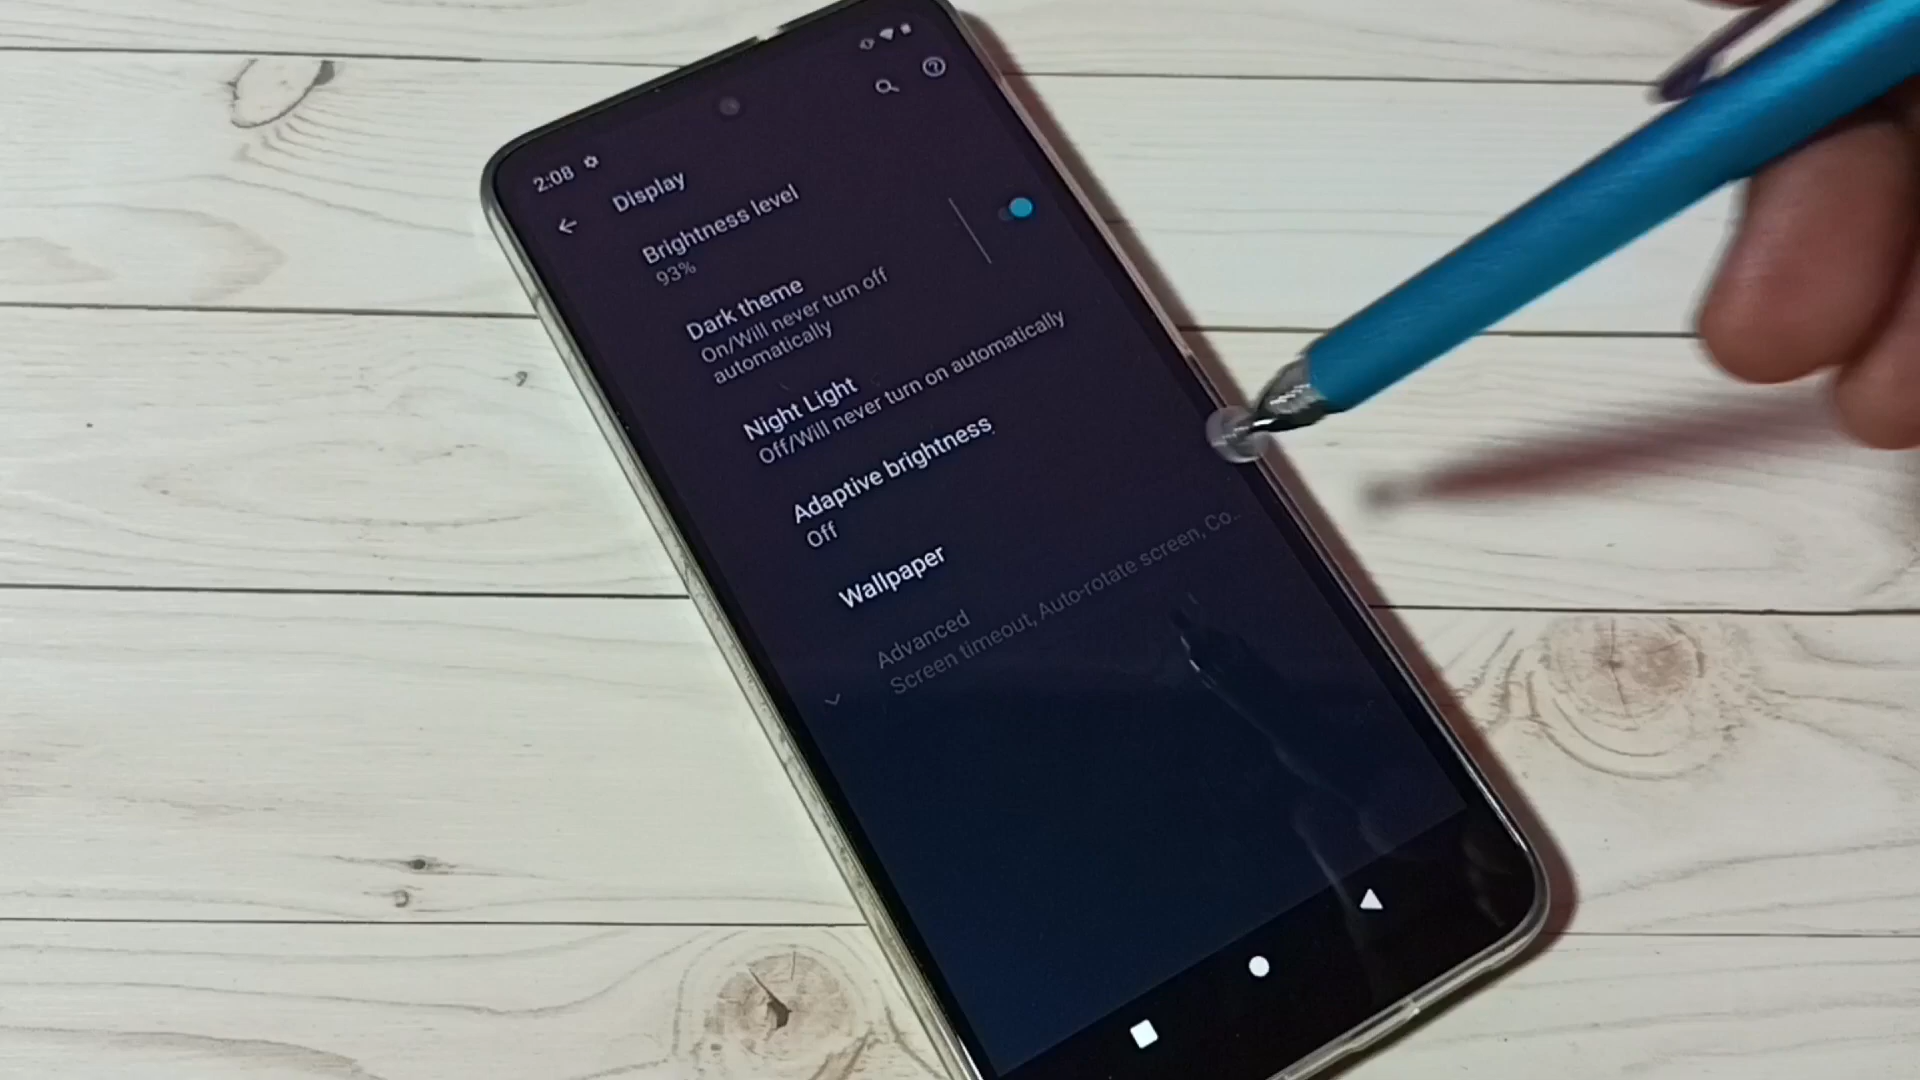 2:08
Display
Brightness level
93%
Dark theme
On/Will never turn off
automatically
Night Light
Off/Will never turn on automatically
Adaptive brightness
Off
Wallpaper
Advanced
Screen timeout, Auto-rotate screen, Co...